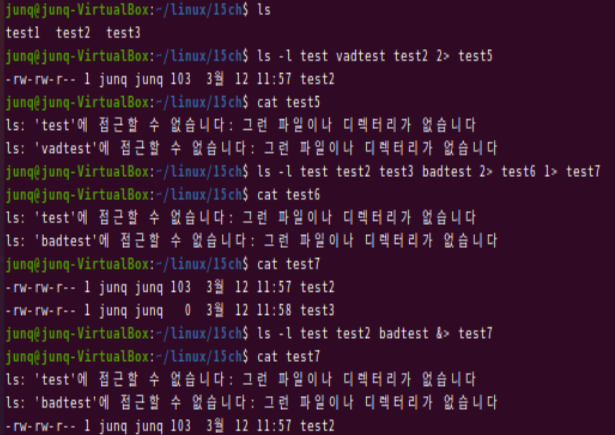 junq@junq-VirtualBox:~/linux/15ch$ ls
test1  test2  test3
junq@junq-VirtualBox:~/linux/15ch$ ls -l test vadtest test2 2> test5
-rw-rw-r-- 1 junq junq 103  3월 12 11:57 test2
junq@junq-VirtualBox:~/linux/15ch$ cat test5
ls: 'test'에 접근할 수 없습니다: 그런 파일이나 디렉터리가 없습니다
ls: 'vadtest'에 접근할 수 없습니다: 그런 파일이나 디렉터리가 없습니다
junq@junq-VirtualBox:~/linux/15ch$ ls -l test test2 test3 badtest 2> test6 1> test7
junq@junq-VirtualBox:~/linux/15ch$ cat test6
ls: 'test'에 접근할 수 없습니다: 그런 파일이나 디렉터리가 없습니다
ls: 'badtest'에 접근할 수 없습니다: 그런 파일이나 디렉터리가 없습니다
junq@junq-VirtualBox:~/linux/15ch$ cat test7
-rw-rw-r-- 1 junq junq 103  3월 12 11:57 test2
-rw-rw-r-- 1 junq junq   0  3월 12 11:58 test3
junq@junq-VirtualBox:~/linux/15ch$ ls -l test test2 badtest &> test7
junq@junq-VirtualBox:~/linux/15ch$ cat test7
ls: 'test'에 접근할 수 없습니다: 그런 파일이나 디렉터리가 없습니다
ls: 'badtest'에 접근할 수 없습니다: 그런 파일이나 디렉터리가 없습니다
-rw-rw-r-- 1 junq junq 103  3월 12 11:57 test2